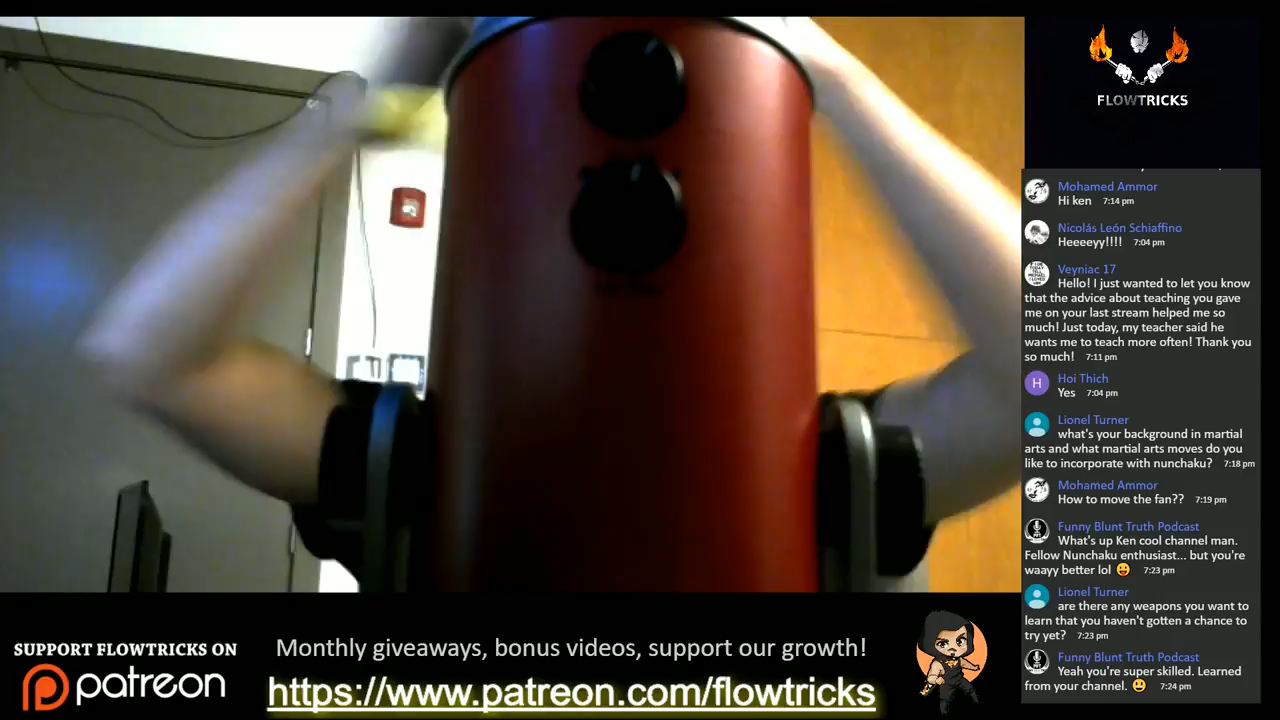 FLOWTRICKS
Mohamed Ammor
Hi ken 7:14 pm
Nicolás León Schiaffino
Heeeeyy!!!! 7:04 pm
Veyniac 17
Hello! I just wanted to let you know
that the advice about teaching you gave
me on your last stream helped me so
much! Just today, my teacher said he
wants me to teach more often! Thank you
so much! 7:11 pm
H
Hoi Thich
Yes 7:04 pm
Lionel Turner
what's your background in martial
arts and what martial arts moves do you
like to incorporate with nunchaku? 7:18 pm
Mohamed Ammor
How to move the fan?? 7:19 pm
Funny Blunt Truth Podcast
What's up Ken cool channel man.
Fellow Nunchaku enthusiast... but you're
waayy better lol 😛 7:23 pm
Lionel Turner
are there any weapons you want to
learn that you haven't gotten a chance to
try yet? 7:23 pm
Funny Blunt Truth Podcast
Yeah you're super skilled. Learned
from your channel. 😃 7:24 pm
SUPPORT FLOWTRICKS ON
patreon
Monthly giveaways, bonus videos, support our growth!
https://www.patreon.com/flowtricks